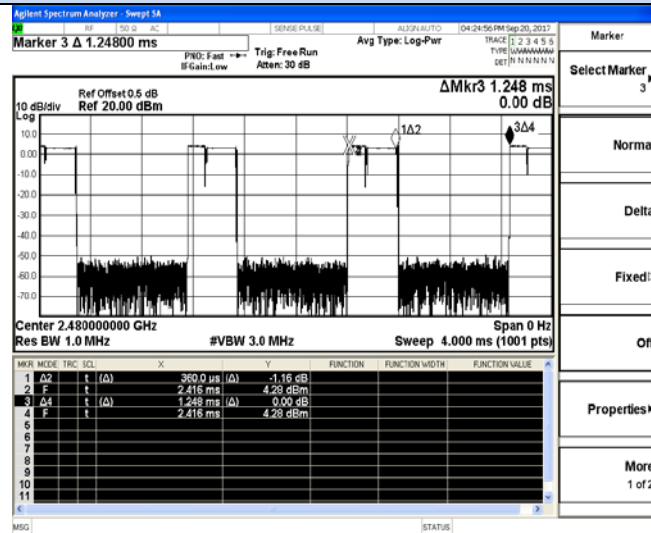 Agilent Spectrum Analyzer - Swept SA
RF 50 Ω AC SENSE:PULSE ALIGNAUTO 04:24:56 PM Sep 20, 2017
Marker 3 Δ 1.24800 ms
PNO: Fast
IFGain:Low
Trig: Free Run
Atten: 30 dB
Avg Type: Log-Pwr
TRACE 1 2 3 4 5 6
TYPE
DET N N N N N N
Ref Offset 0.5 dB
10 dB/div Ref 20.00 dBm
ΔMkr3 1.248 ms
0.00 dB
Log
10.0
0.00
-10.0
-20.0
-30.0
-40.0
-50.0
-60.0
-70.0
1Δ2
3Δ4
Center 2.480000000 GHz Span 0 Hz
Res BW 1.0 MHz #VBW 3.0 MHz Sweep 4.000 ms (1001 pts)
MKR MODE TRC SCL X Y FUNCTION FUNCTION WIDTH FUNCTION VALUE
1 Δ2 t (Δ) 360.0 µs (Δ) -1.16 dB
2 F t 2.416 ms 4.28 dBm
3 Δ4 t (Δ) 1.248 ms (Δ) 0.00 dB
4 F t 2.416 ms 4.28 dBm
5
6
7
8
9
10
11
MSG STATUS
Marker
Select Marker
3
Norma
Delta
Fixed
Of
Properties
More
1 of 2